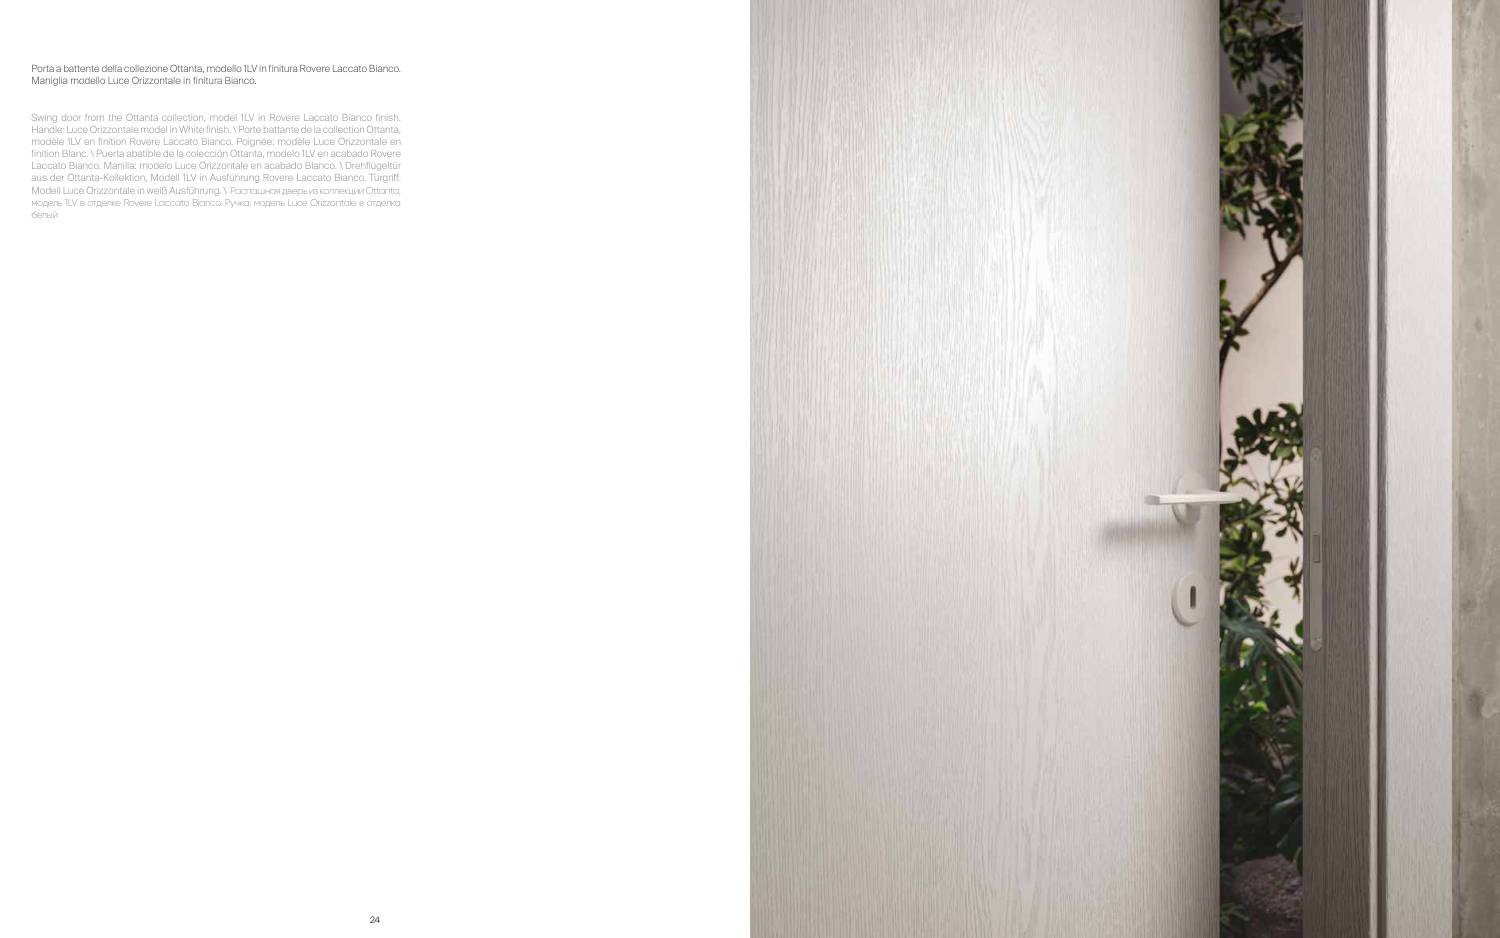 Porta a battente della collezione Ottanta, modello 1LV in finitura Rovere Laccato Bianco.
Maniglia modello Luce Orizzontale in finitura Bianco.
Swing door from the Ottanta collection, model 1LV in Rovere Laccato Bianco finish.
Handle: Luce Orizzontale model in White finish. \ Porte battante de la collection Ottanta,
modèle 1LV en finition Rovere Laccato Bianco. Poignée: modèle Luce Orizzontale en
finition Blanc. \ Puerta abatible de la colección Ottanta, modelo 1LV en acabado Rovere
Laccato Bianco. Manilla: modelo Luce Orizzontale en acabado Blanco. \ Drehflügeltür
aus der Ottanta-Kollektion, Modell 1LV in Ausführung Rovere Laccato Bianco. Türgriff:
Modell Luce Orizzontale in weiß Ausführung. \ Распашная дверь из коллекции Ottanta,
модель 1LV в отделке Rovere Laccato Bianco. Ручка: модель Luce Orizzontale в отделка
белый
24